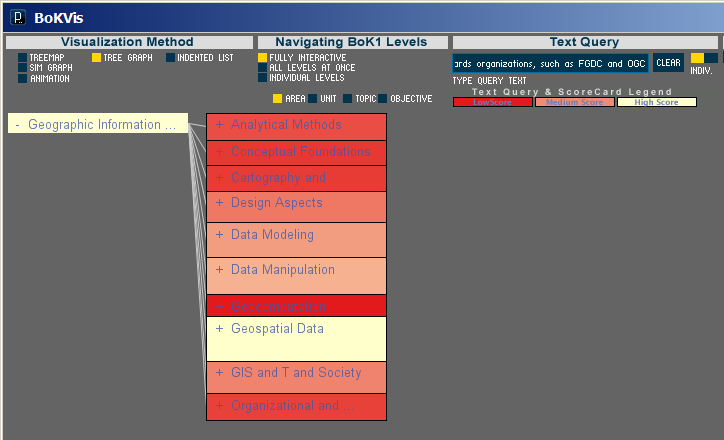 BoKVis
Visualization Method
TREEMAP
TREE GRAPH
INDENTED LIST
SIM GRAPH
ANIMATION
Navigating BoK1 Levels
FULLY INTERACTIVE
ALL LEVELS AT ONCE
INDIVIDUAL LEVELS
AREA UNIT TOPIC OBJECTIVE
Text Query
ards organizations, such as FGDC and OGC
CLEAR
INDIV.
TYPE QUERY TEXT
Text Query & ScoreCard Legend
LowScore Medium Score High Score
- Geographic Information ...
+ Analytical Methods
+ Conceptual Foundations
+ Cartography and
+ Design Aspects
+ Data Modeling
+ Data Manipulation
+ Geocomputation
+ Geospatial Data
+ GIS and T and Society
+ Organizational and ...